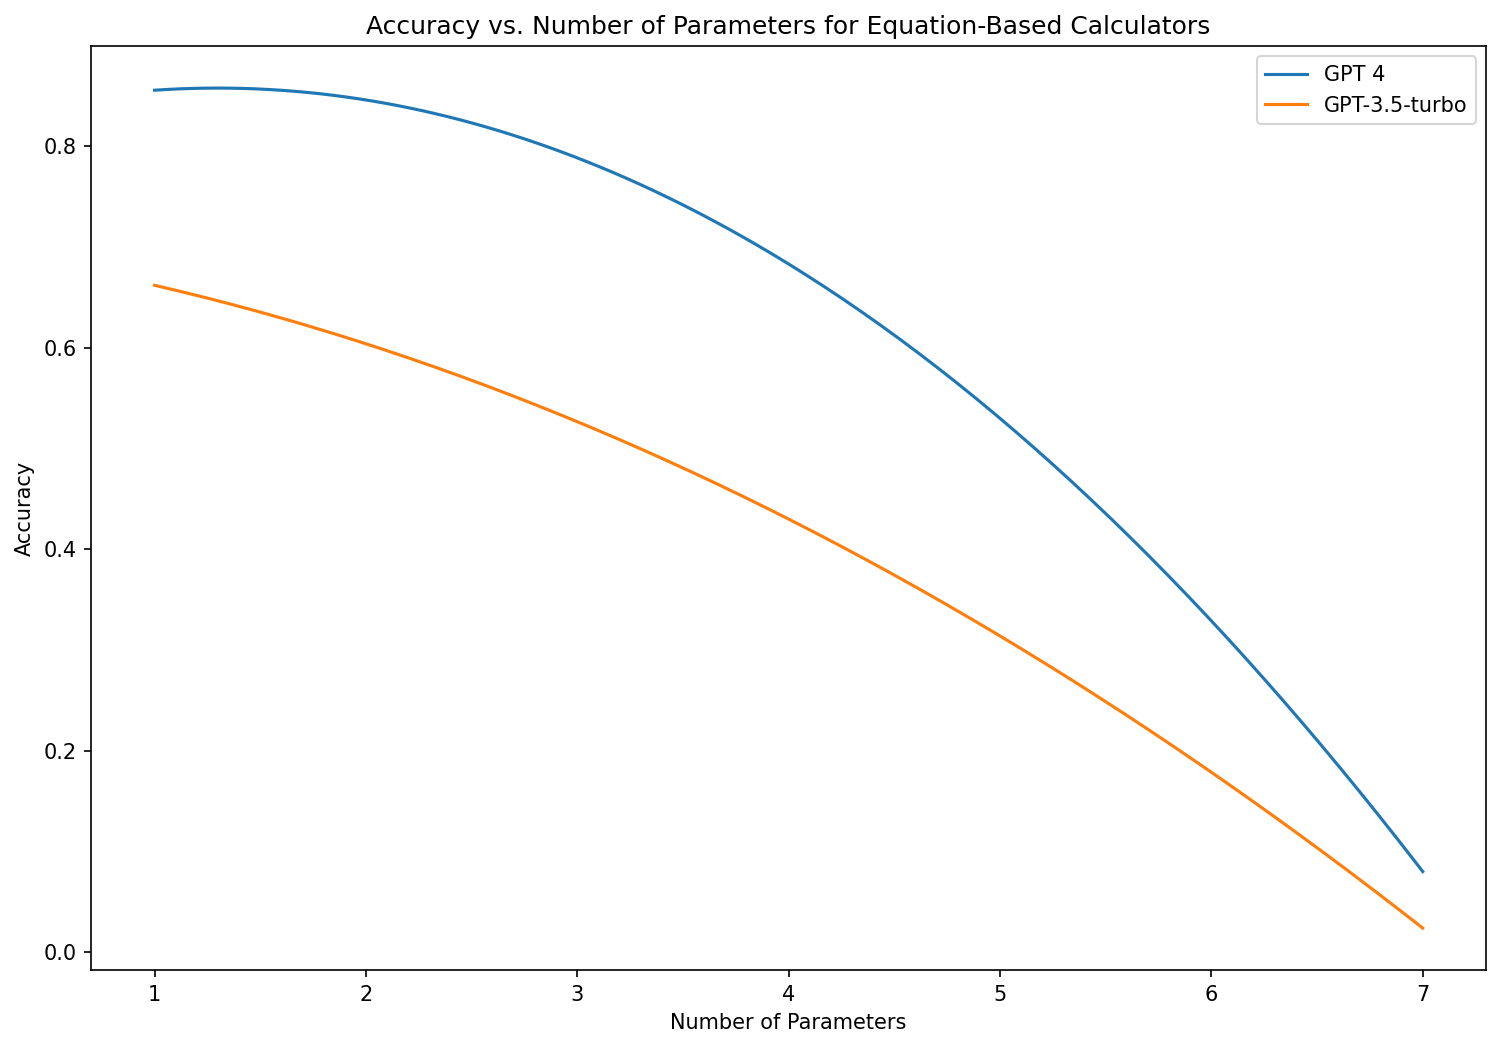 Accuracy vs. Number of Parameters for Equation-Based Calculators
GPT 4
GPT-3.5-turbo
Accuracy
0.8
0.6
0.4
0.2
0.0
1 2 3 4 5 6 7
Number of Parameters